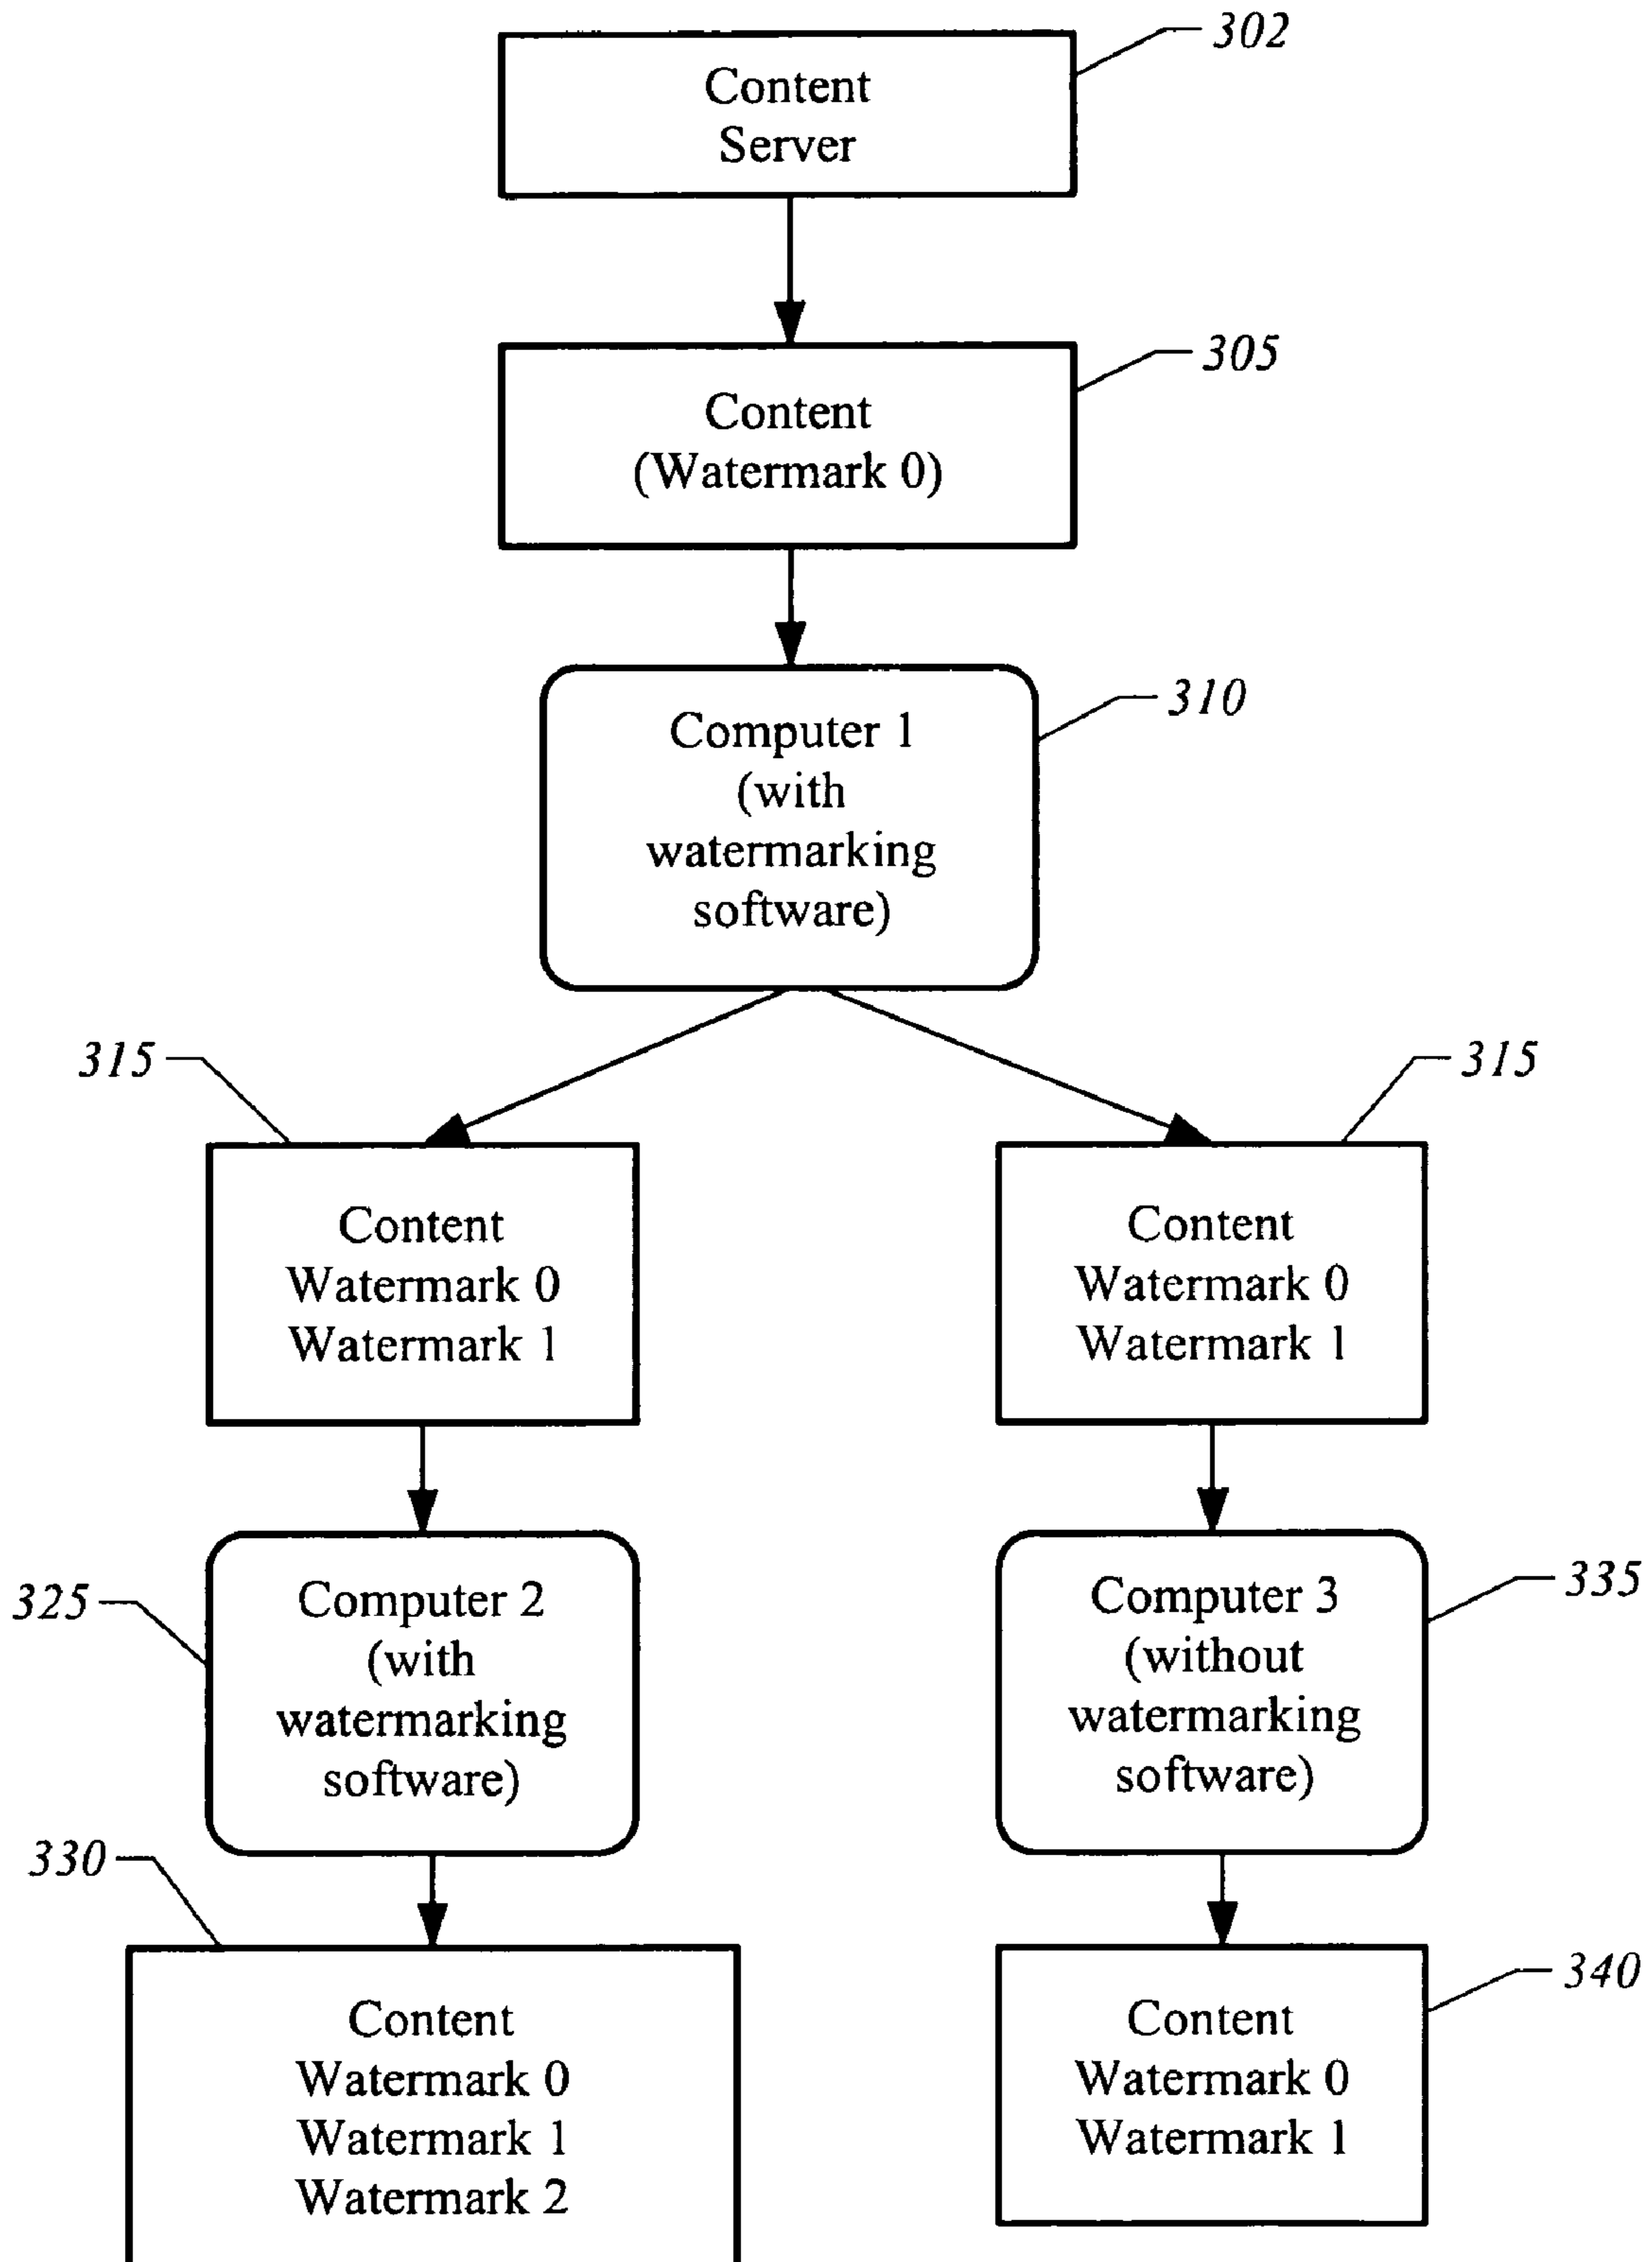 302
Content
Server
305
Content
(Watermark 0)
310
Computer 1
(with
watermarking
software)
315
315
Content
Watermark 0
Watermark 1
Content
Watermark 0
Watermark 1
325
Computer 2
(with
watermarking
software)
335
Computer 3
(without
watermarking
software)
330
Content
Watermark 0
Watermark 1
Watermark 2
340
Content
Watermark 0
Watermark 1